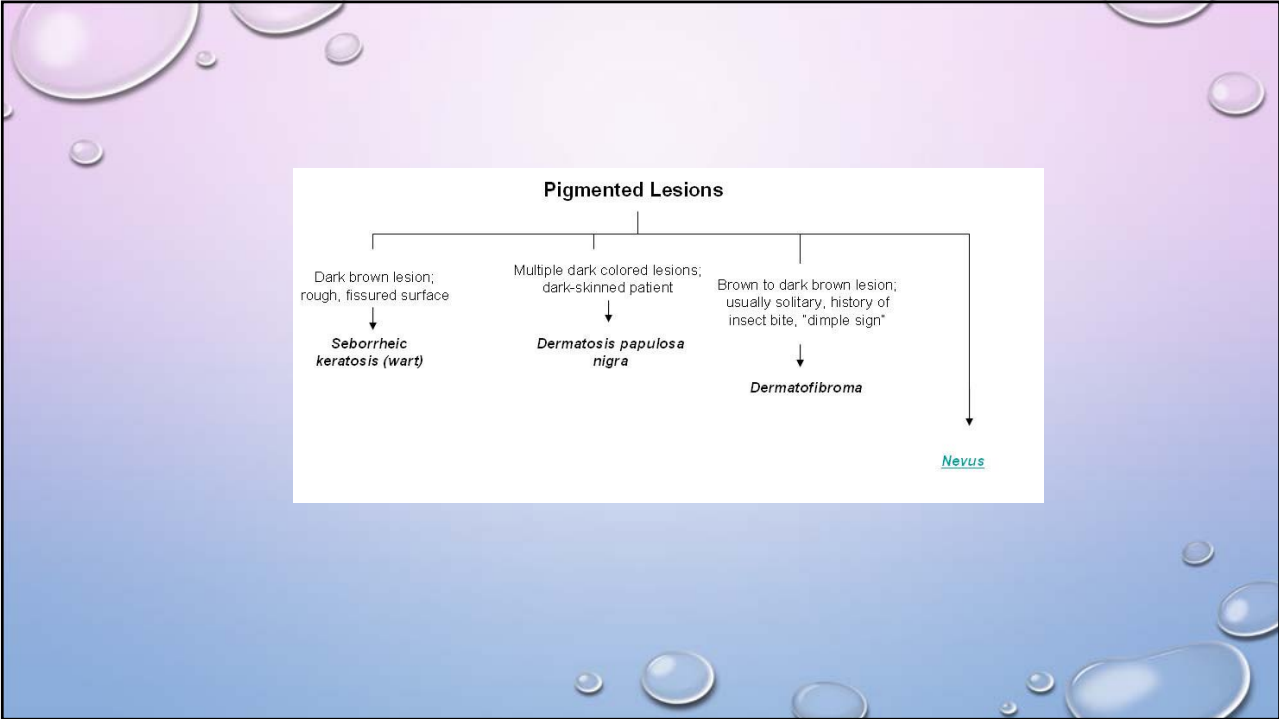 Pigmented Lesions
Dark brown lesion;
rough, fissured surface
Seborrheic
keratosis (wart)
Multiple dark colored lesions;
dark-skinned patient
Dermatosis papulosa
nigra
Brown to dark brown lesion;
usually solitary, history of
insect bite, "dimple sign"
Dermatofibroma
Nevus